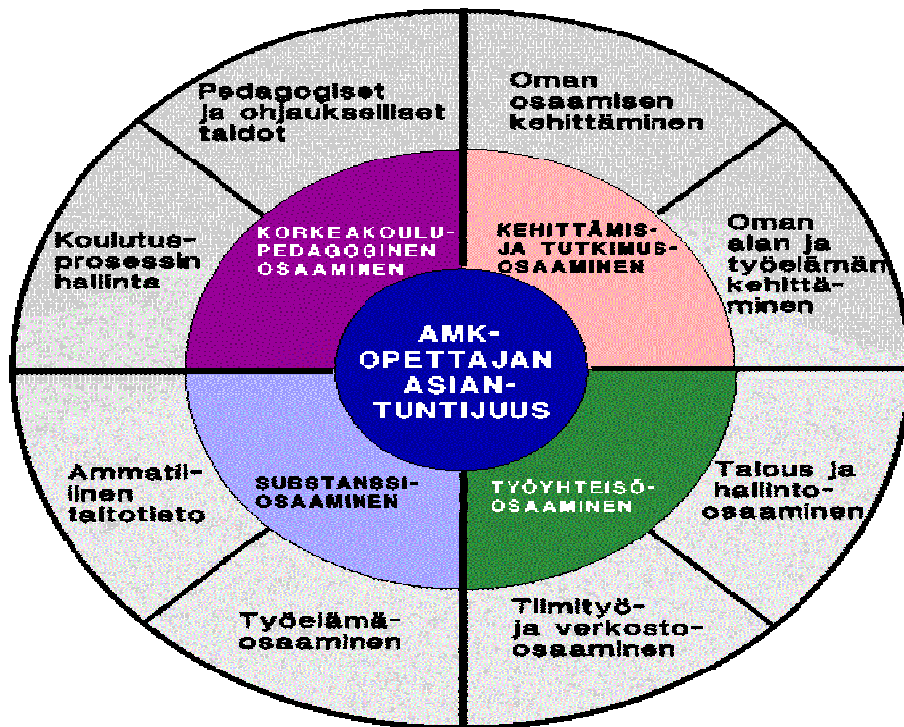 Pedagogiset
ja ohjaukselliset
taidot
Oman
osaamisen
kehittäminen
Koulutus-
prosessin
hallinta
KORKEAKOULU-
PEDAGOGINEN
OSAAMINEN
KEHITTÄMIS-
JA TUTKIMUS-
OSAAMINEN
Oman
alan ja
työelämän
kehittä-
minen
AMK-
OPETTAJAN
ASIAN-
TUNTIJUUS
Ammatil-
linen
taitotieto
SUBSTANSSI-
OSAAMINEN
TYÖYHTEISÖ-
OSAAMINEN
Talous ja
hallinto-
osaaminen
Työelämä-
osaaminen
Tiimityö-
ja verkosto-
osaaminen